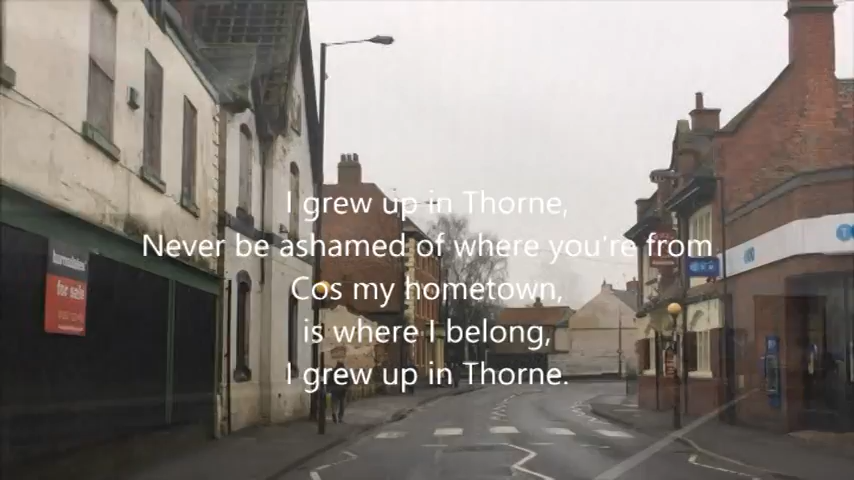 I grew up in Thorne,
Never be ashamed of where you're from
Cos my hometown,
is where I belong,
I grew up in Thorne.
for sale